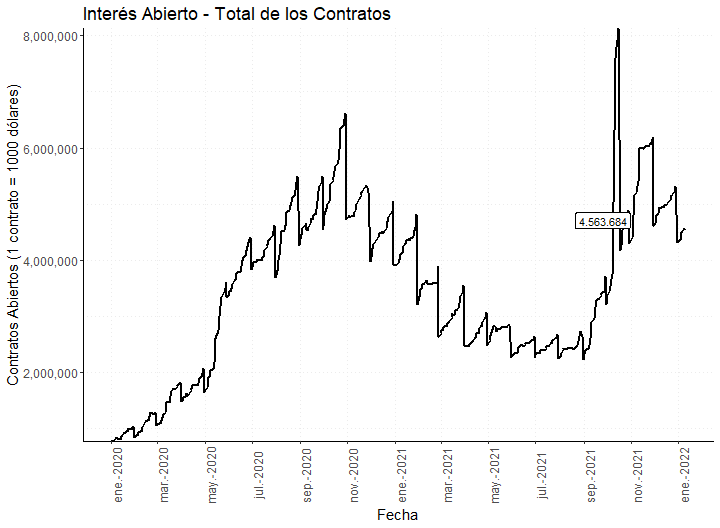 Interés Abierto - Total de los Contratos
Contratos Abiertos (1 contrato = 1000 dólares)
8,000,000
6,000,000
4,000,000
2,000,000
4.563.684
ene.-2020
mar.-2020
may.-2020
jul.-2020
sep.-2020
nov.-2020
ene.-2021
mar.-2021
may.-2021
jul.-2021
sep.-2021
nov.-2021
ene.-2022
Fecha